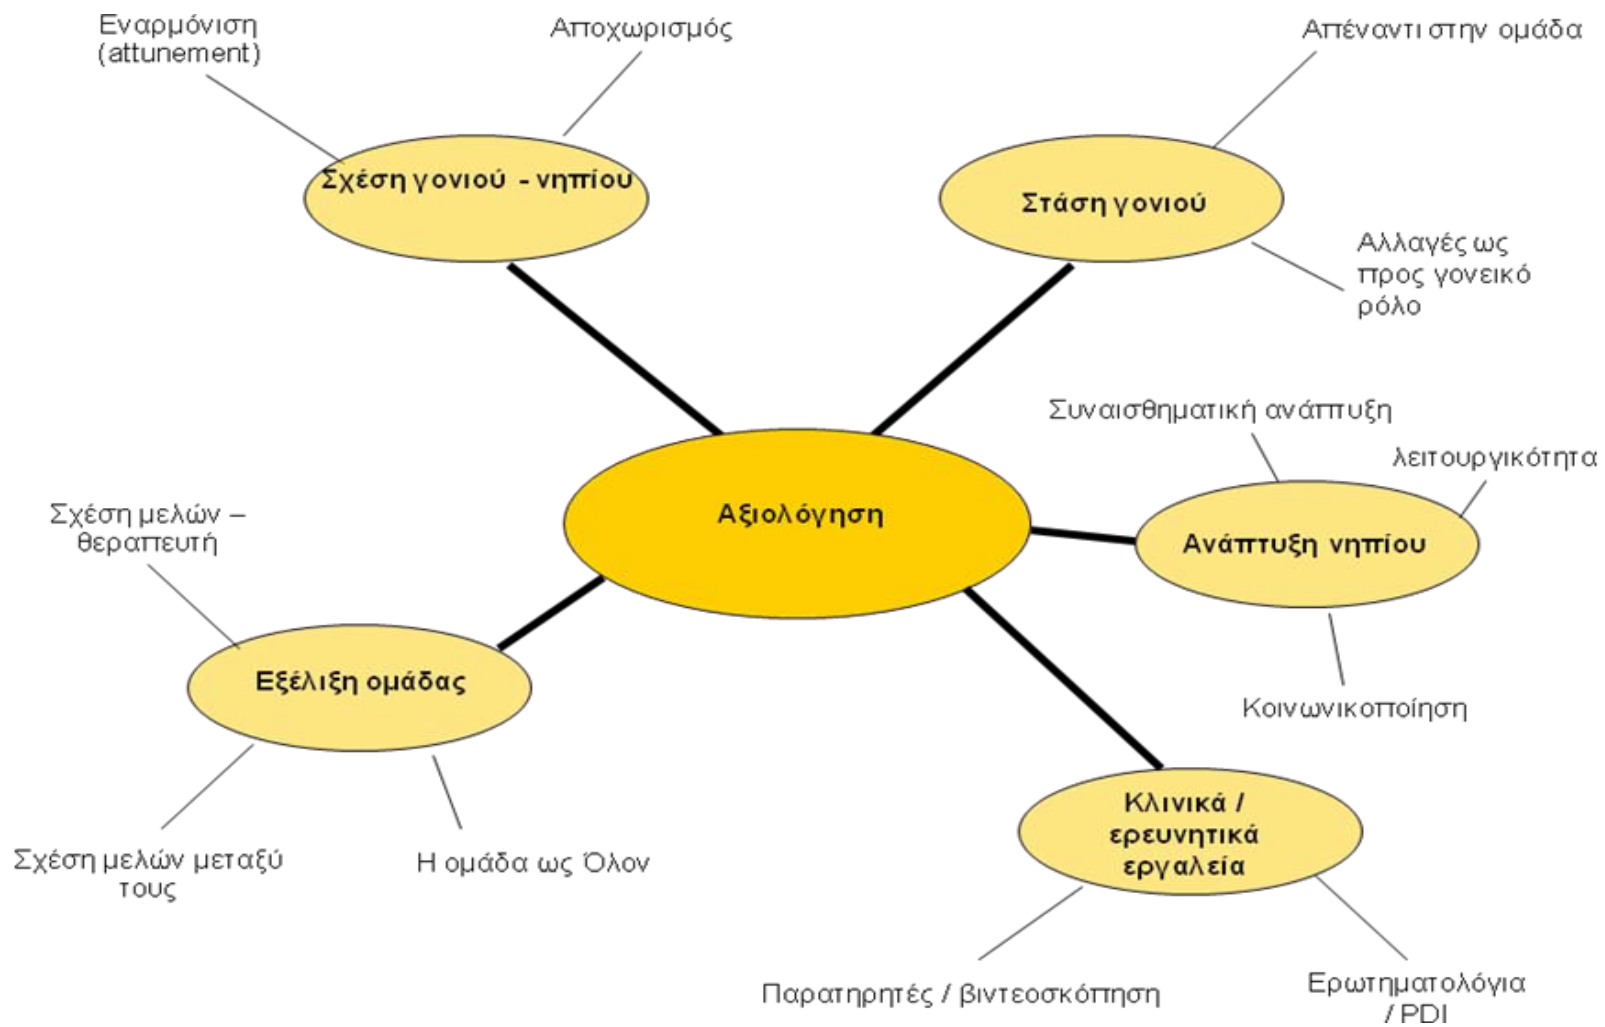 Εναρμόνιση
(attunement)
Αποχωρισμός
Απέναντι στην ομάδα
Σχέση γονιού - νηπίου
Στάση γονιού
Αλλαγές ως
προς γονεικό
ρόλο
Συναισθηματική ανάπτυξη
λειτουργικότητα
Αξιολόγηση
Ανάπτυξη νηπίου
Σχέση μελών –
θεραπευτή
Εξέλιξη ομάδας
Κοινωνικοποίηση
Κλινικά /
ερευνητικά
εργαλεία
Σχέση μελών μεταξύ
τους
Η ομάδα ως Όλον
Παρατηρητές / βιντεοσκόπηση
Ερωτηματολόγια
/ PDI